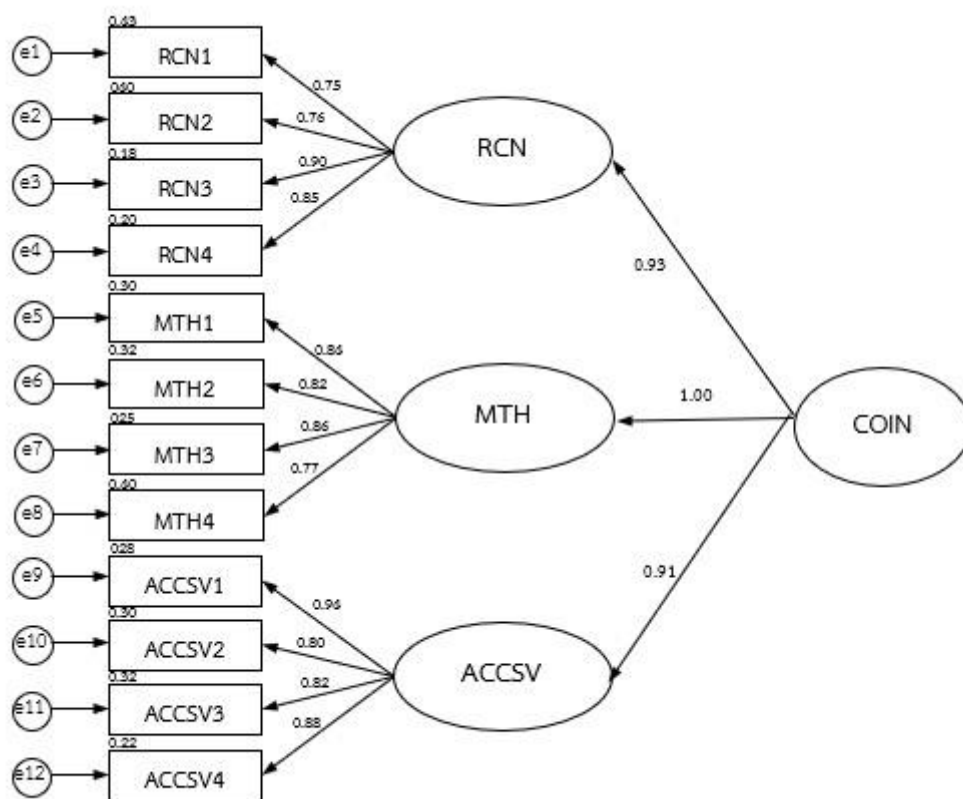 0.43
e1
RCN1
0.75
0.60
e2
RCN2
0.76
RCN
0.18
e3
RCN3
0.90
0.20
e4
RCN4
0.85
0.93
0.30
e5
MTH1
0.86
0.32
e6
MTH2
0.82
MTH
1.00
COIN
025
e7
MTH3
0.86
0.40
e8
MTH4
0.77
028
e9
ACCSV1
0.96
0.91
0.30
e10
ACCSV2
0.80
ACCSV
0.32
e11
ACCSV3
0.82
0.22
e12
ACCSV4
0.88